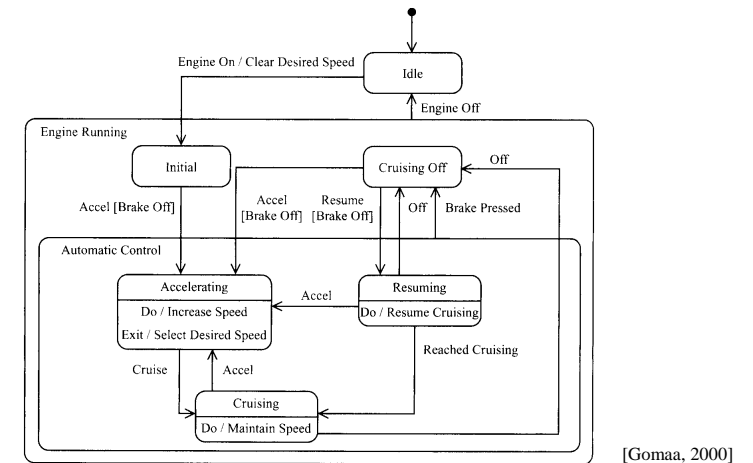 Engine On / Clear Desired Speed
Idle
Engine Off
Engine Running
Initial
Cruising Off
Off
Accel [Brake Off]
Accel
[Brake Off]
Resume
[Brake Off]
Off
Brake Pressed
Automatic Control
Accelerating
Do / Increase Speed
Exit / Select Desired Speed
Accel
Resuming
Do / Resume Cruising
Cruise
Accel
Reached Cruising
Cruising
Do / Maintain Speed
[Gomaa, 2000]